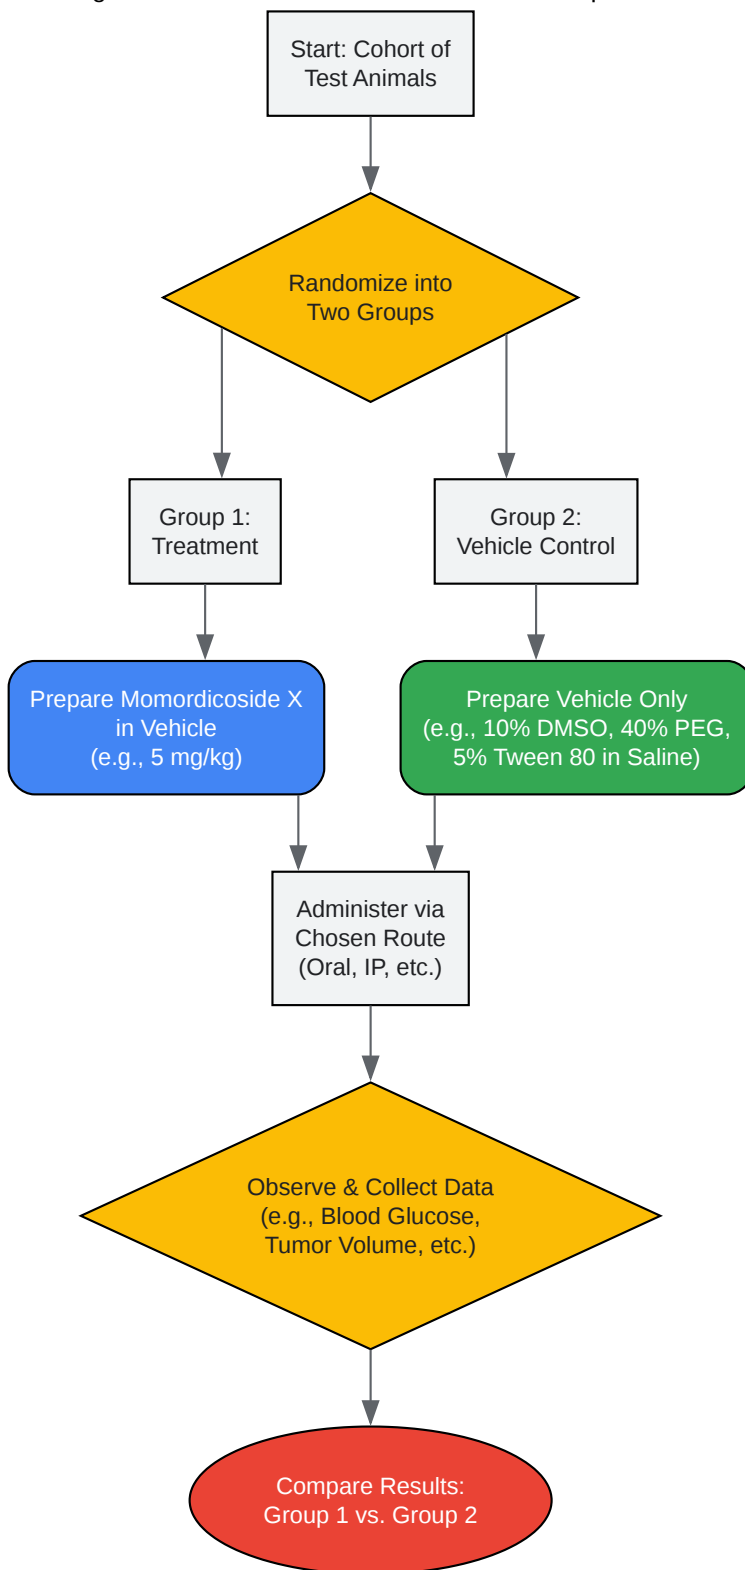 Start: Cohort of
Test Animals
Randomize into
Two Groups
Group 1:
Treatment
Group 2:
Vehicle Control
Prepare Momordicoside X
in Vehicle
(e.g., 5 mg/kg)
Prepare Vehicle Only
(e.g., 10% DMSO, 40% PEG,
5% Tween 80 in Saline)
Administer via
Chosen Route
(Oral, IP, etc.)
Observe & Collect Data
(e.g., Blood Glucose,
Tumor Volume, etc.)
Compare Results:
Group 1 vs. Group 2